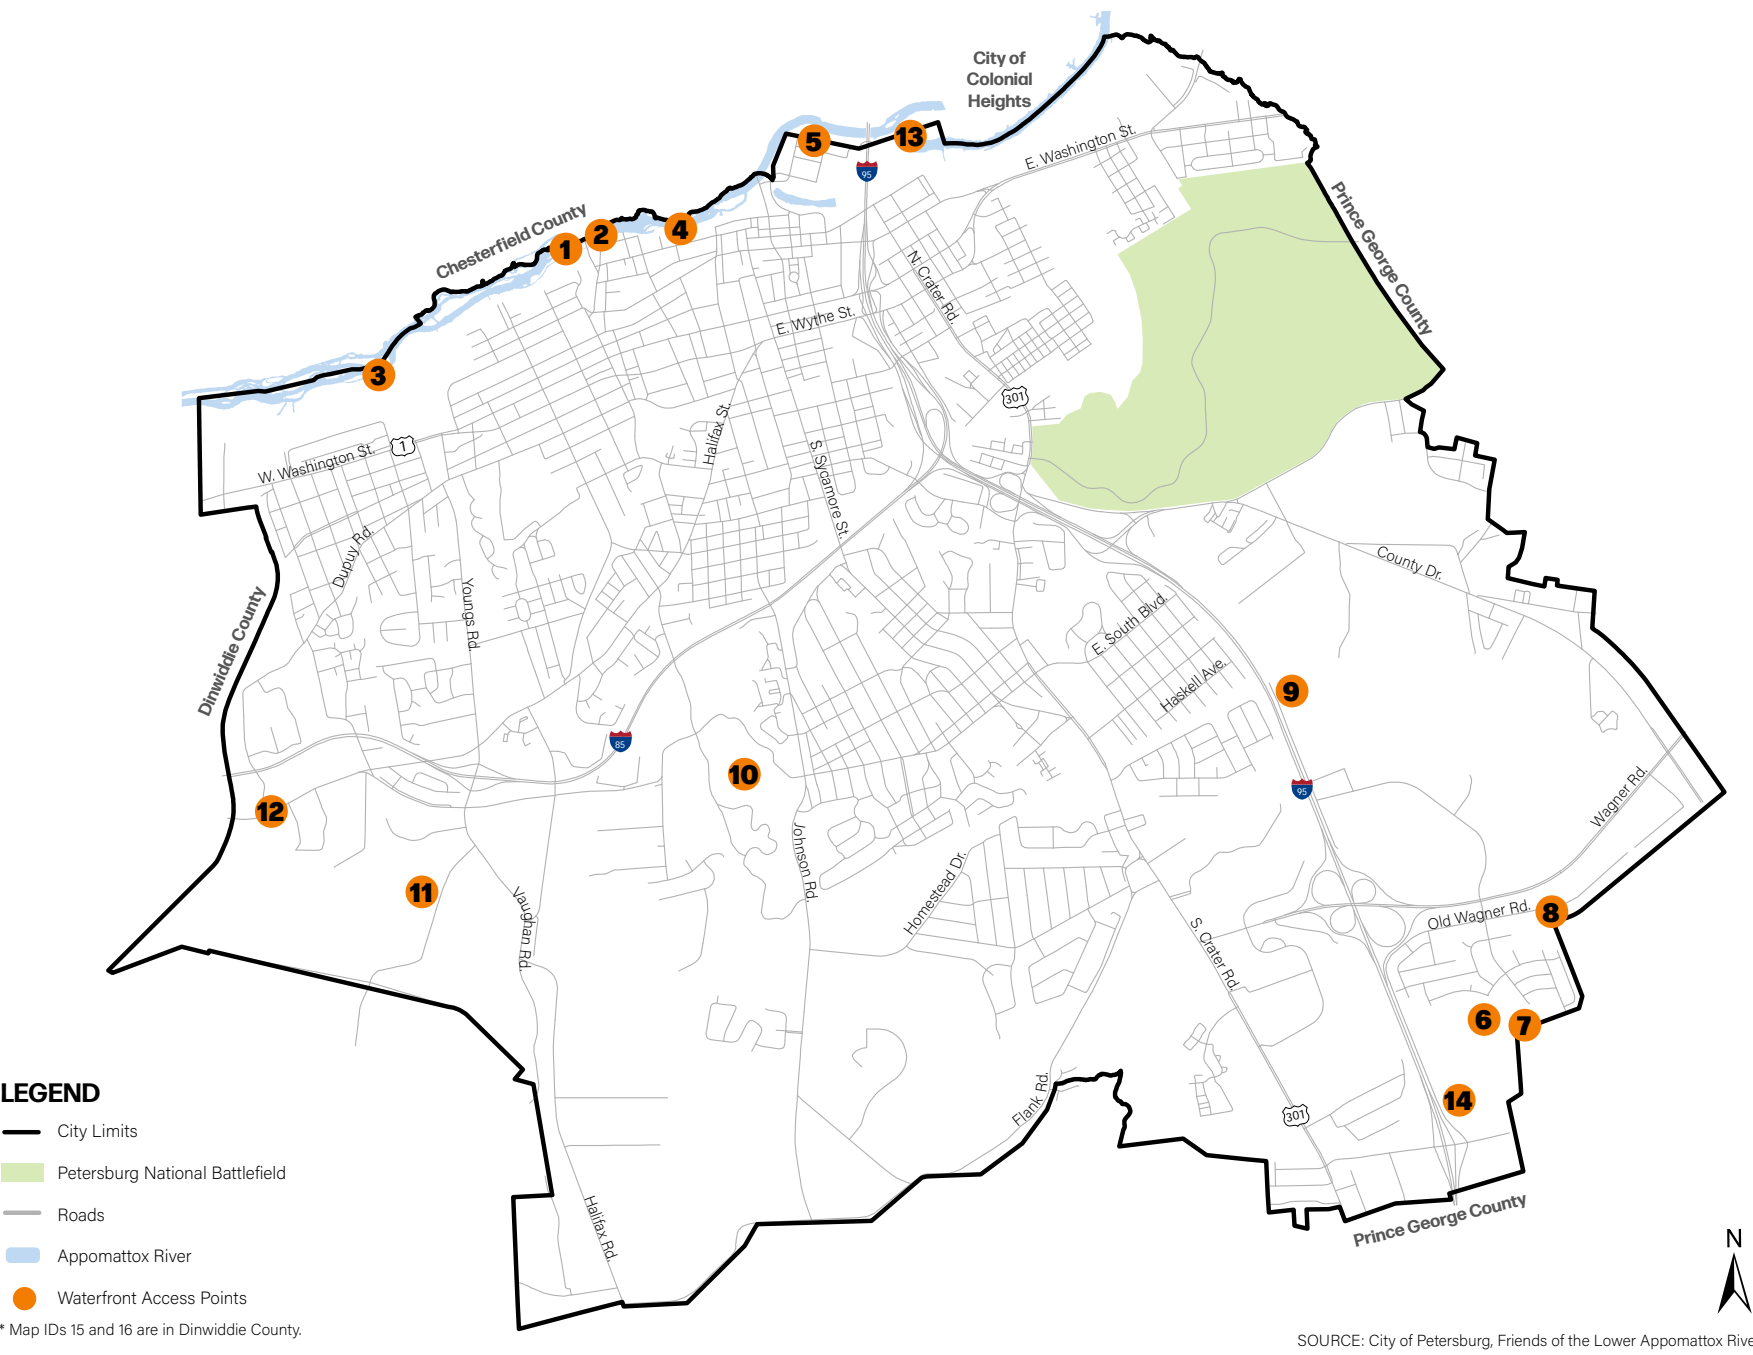 City of
Colonial
Heights
5
13
95
E. Washington St.
Chesterfield County
1
2
4
Prince George County
N. Crater Rd.
E. Wythe St.
3
301
1
W. Washington St.
Halifax St.
S. Sycamore St.
Dupuy Rd.
County Dr.
Youngs Rd.
E. South Blvd.
Dinwiddie County
Haskell Ave.
9
85
10
95
12
Wagner Rd.
Johnson Rd.
Homestead Dr.
11
Vaughan Rd.
Old Wagner Rd.
8
S. Crater Rd.
6
7
LEGEND
City Limits
Petersburg National Battlefield
Roads
Appomattox River
Waterfront Access Points
* Map IDs 15 and 16 are in Dinwiddie County.
Flank Rd.
14
301
Halifax Rd.
Prince George County
N
SOURCE: City of Petersburg, Friends of the Lower Appomattox Rive